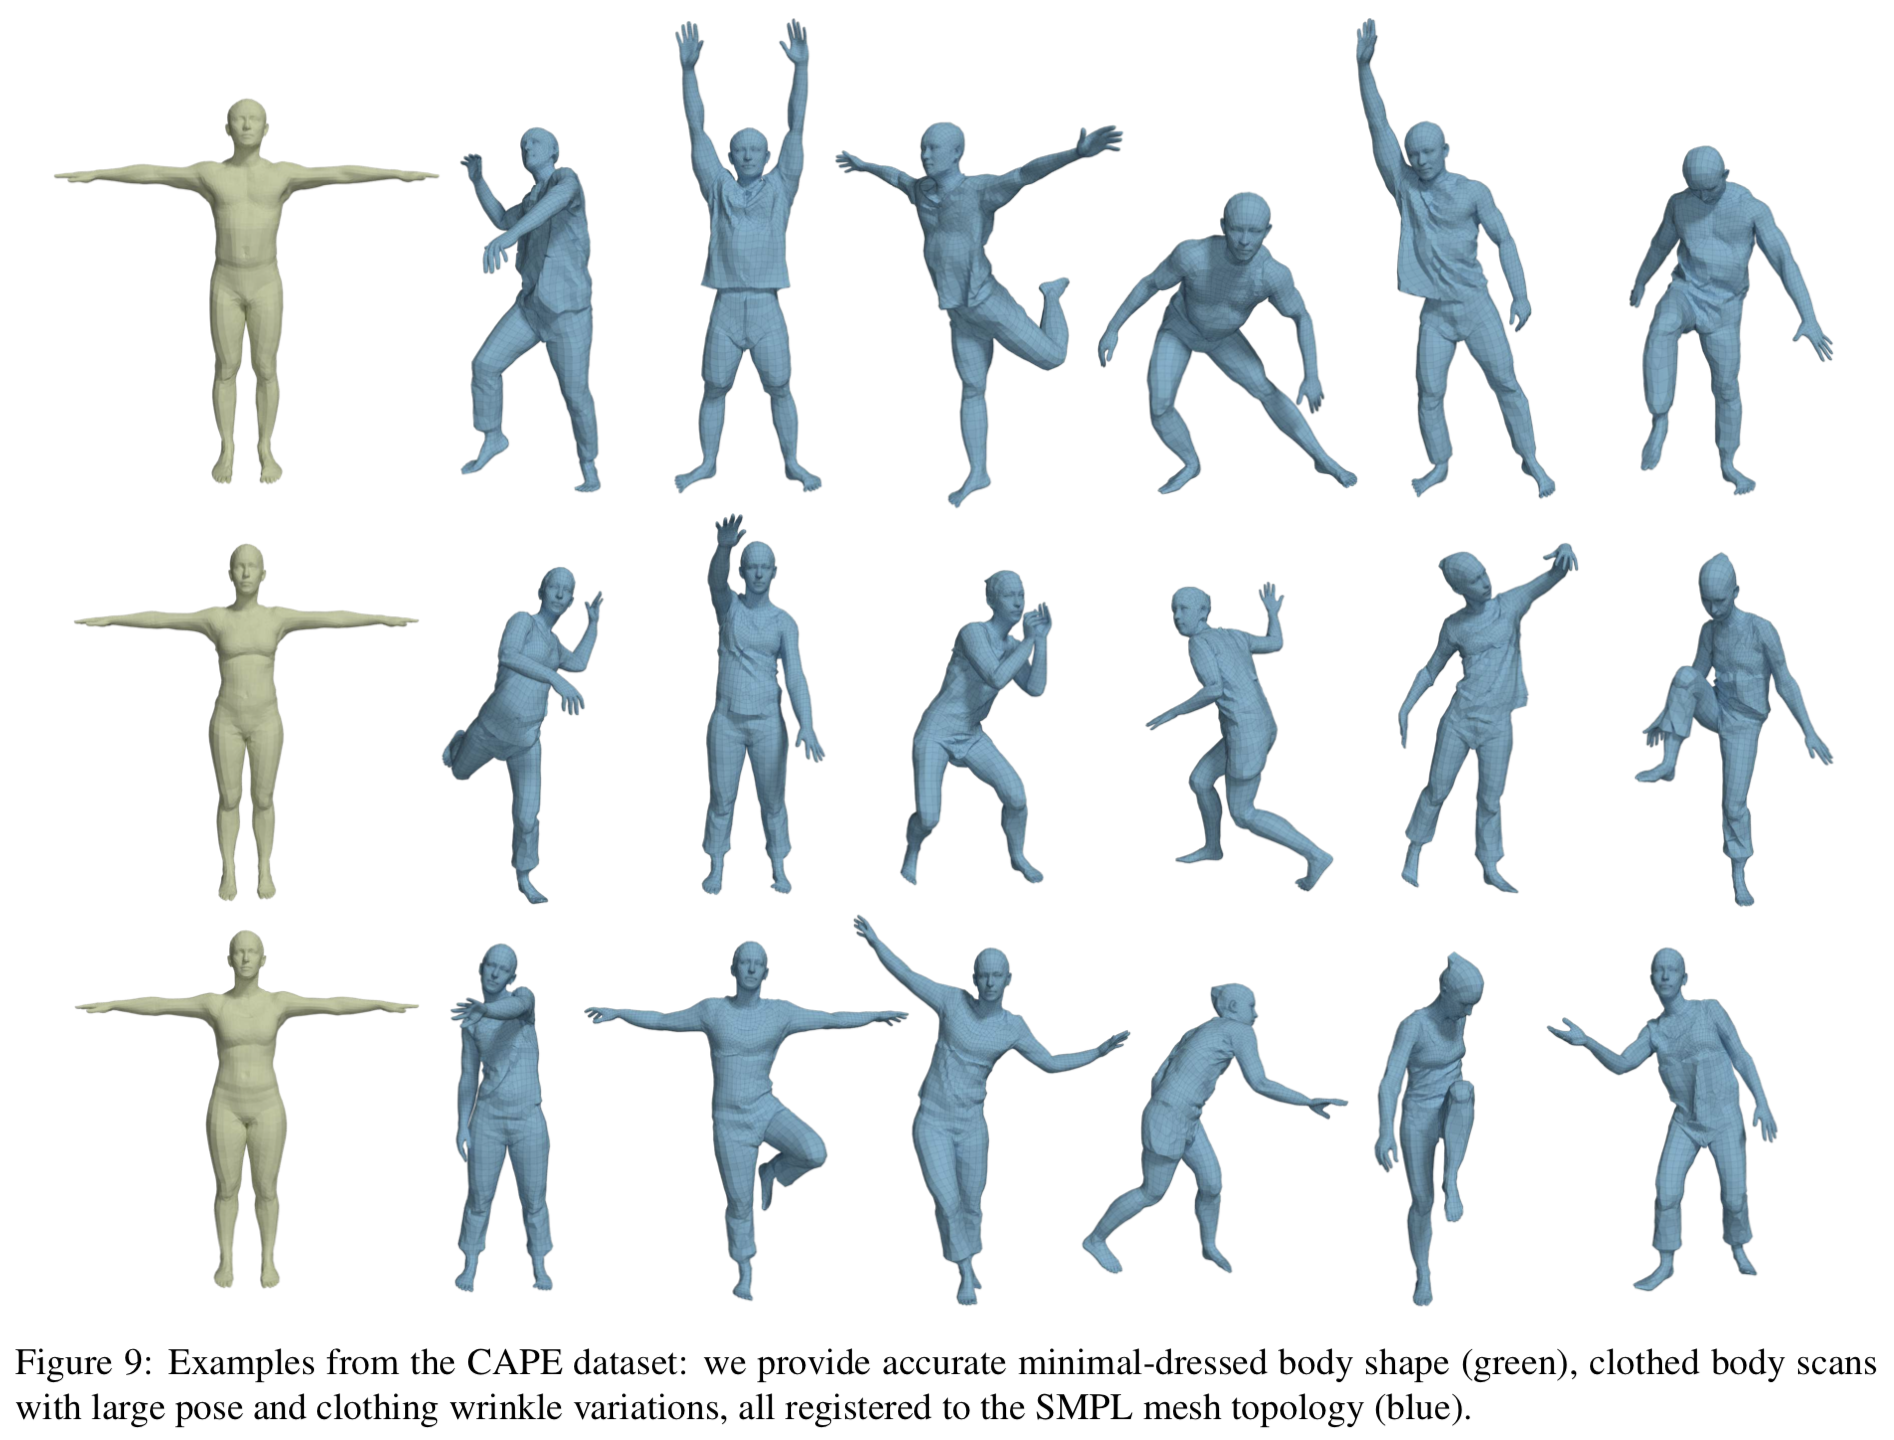 Figure 9: Examples from the CAPE dataset: we provide accurate minimal-dressed body shape (green), clothed body scans
with large pose and clothing wrinkle variations, all registered to the SMPL mesh topology (blue).